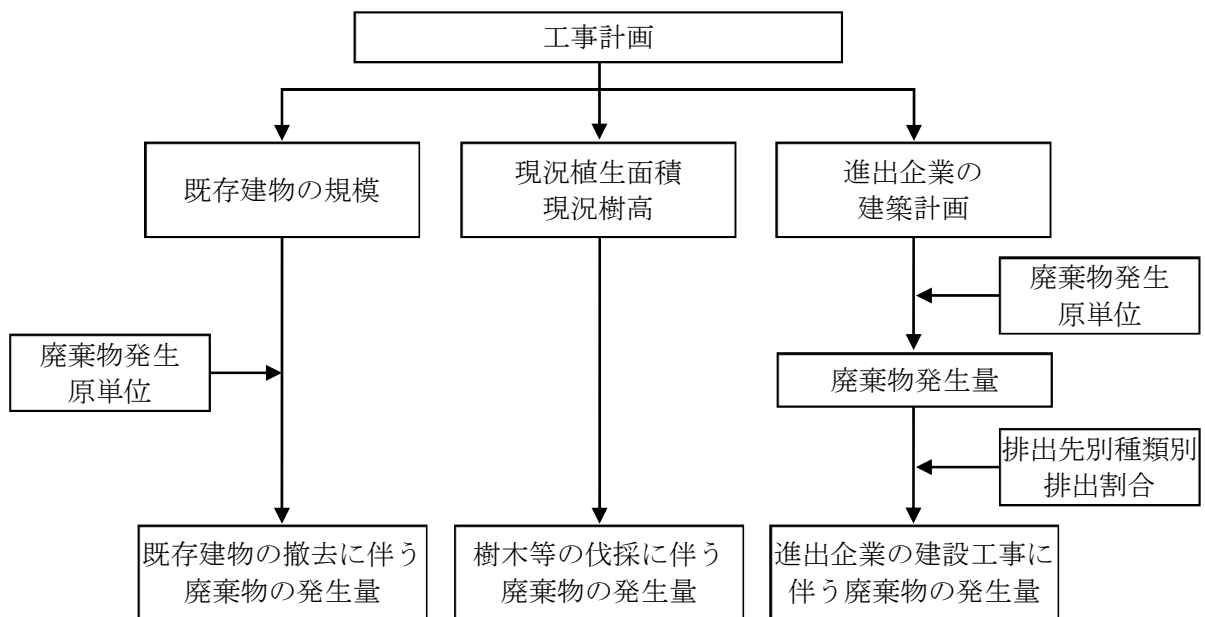 工事計画
既存建物の規模
現況植生面積
現況樹高
進出企業の
建築計画
廃棄物発生
原単位
廃棄物発生
原単位
廃棄物発生量
排出先別種類別
排出割合
既存建物の撤去に伴う
廃棄物の発生量
樹木等の伐採に伴う
廃棄物の発生量
進出企業の建設工事に
伴う廃棄物の発生量